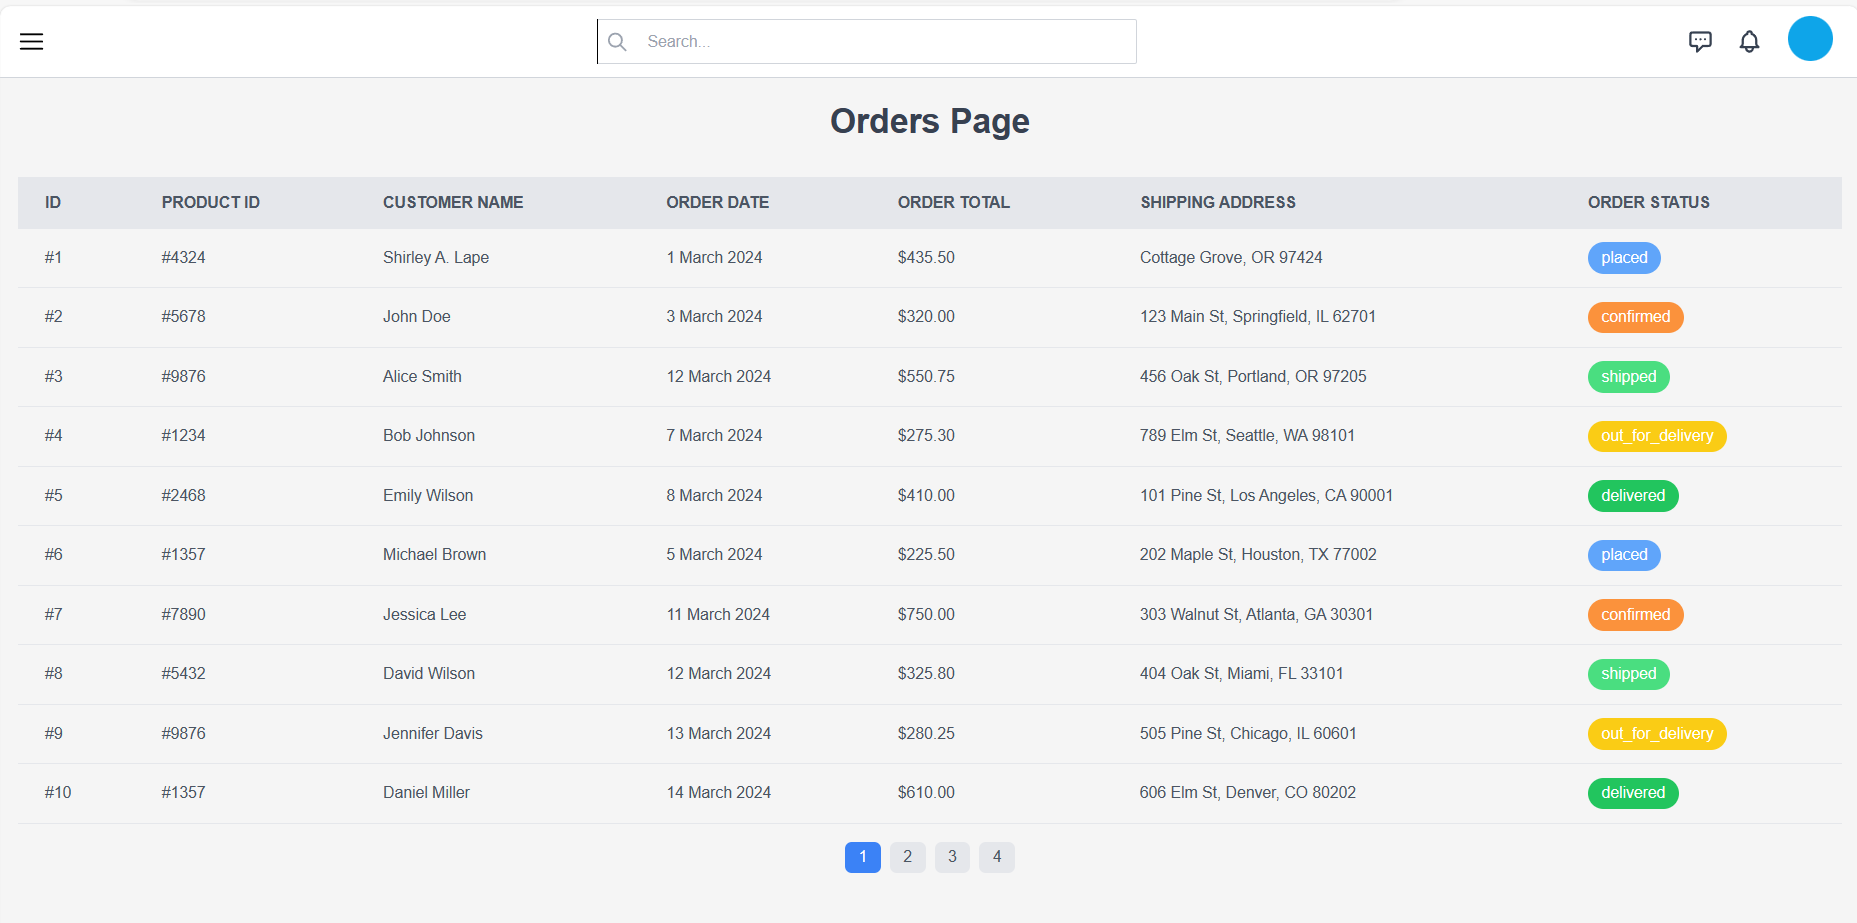 Search...
Orders Page
ID PRODUCT ID CUSTOMER NAME ORDER DATE ORDER TOTAL SHIPPING ADDRESS ORDER STATUS
#1 #4324 Shirley A. Lape 1 March 2024 $435.50 Cottage Grove, OR 97424 placed
#2 #5678 John Doe 3 March 2024 $320.00 123 Main St, Springfield, IL 62701 confirmed
#3 #9876 Alice Smith 12 March 2024 $550.75 456 Oak St, Portland, OR 97205 shipped
#4 #1234 Bob Johnson 7 March 2024 $275.30 789 Elm St, Seattle, WA 98101 out_for_delivery
#5 #2468 Emily Wilson 8 March 2024 $410.00 101 Pine St, Los Angeles, CA 90001 delivered
#6 #1357 Michael Brown 5 March 2024 $225.50 202 Maple St, Houston, TX 77002 placed
#7 #7890 Jessica Lee 11 March 2024 $750.00 303 Walnut St, Atlanta, GA 30301 confirmed
#8 #5432 David Wilson 12 March 2024 $325.80 404 Oak St, Miami, FL 33101 shipped
#9 #9876 Jennifer Davis 13 March 2024 $280.25 505 Pine St, Chicago, IL 60601 out_for_delivery
#10 #1357 Daniel Miller 14 March 2024 $610.00 606 Elm St, Denver, CO 80202 delivered
1 2 3 4